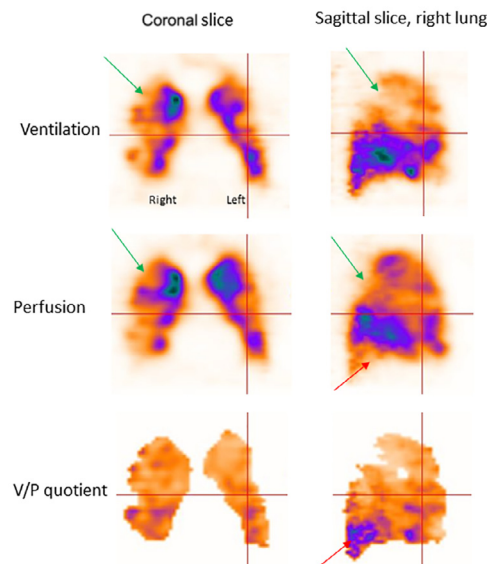 Coronal slice
Sagittal slice, right lung
Ventilation
Right
Left
Perfusion
V/P quotient